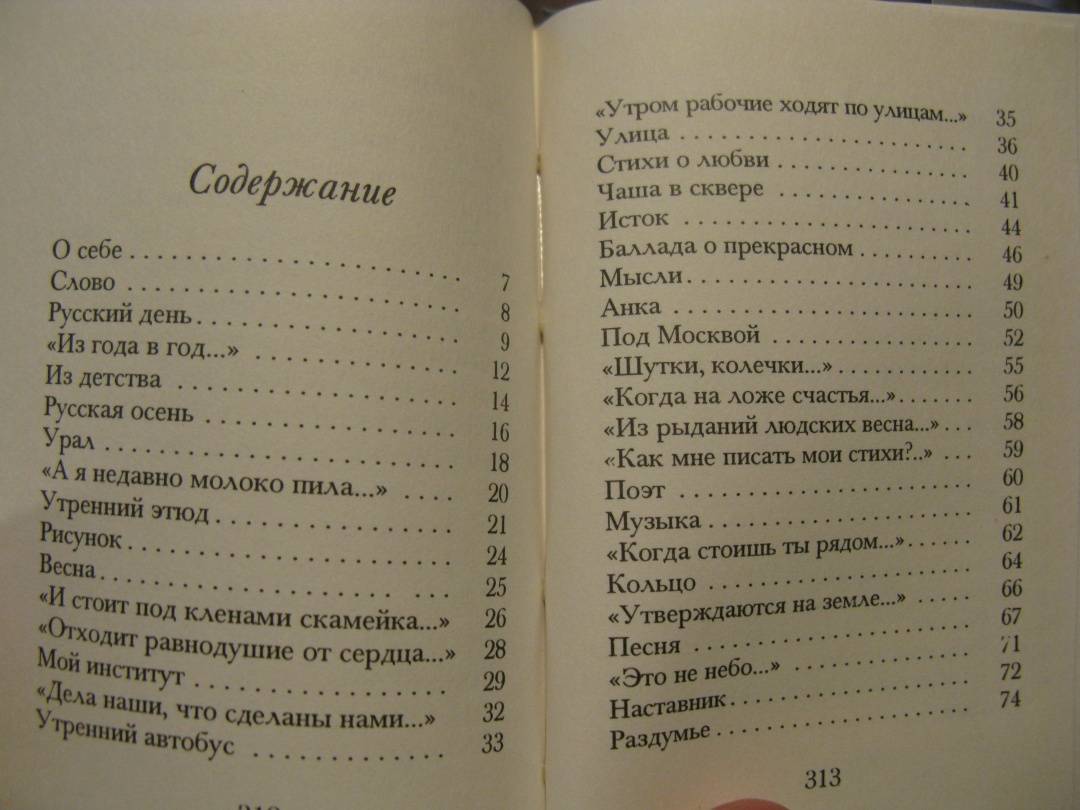 Содержание
О себе . . . . . . . . . . 7
Слово . . . . . . . . . . 8
Русский день . . . . . . . . . . 9
«Из года в год...» . . . . . . . . . . 12
Из детства . . . . . . . . . . 14
Русская осень . . . . . . . . . . 16
Урал . . . . . . . . . . 18
«А я недавно молоко пила...» . . . . 20
Утренний этюд . . . . . . . . . . 21
Рисунок . . . . . . . . . . 24
Весна . . . . . . . . . . 25
«И стоит под кленами скамейка...» 26
«Отходит равнодушие от сердца...» 28
Мой институт . . . . . . . . . . 29
«Дела наши, что сделаны нами...» 32
Утренний автобус . . . . . . . . . . 33
«Утром рабочие ходят по улицам...» 35
Улица . . . . . . . . . . 36
Стихи о любви . . . . . . . . . . 40
Чаша в сквере . . . . . . . . . . 41
Исток . . . . . . . . . . 44
Баллада о прекрасном . . . . . . . . 46
Мысли . . . . . . . . . . 49
Анка . . . . . . . . . . 50
Под Москвой . . . . . . . . . . 52
«Шутки, колечки...» . . . . . . . . . . 55
«Когда на ложе счастья...» . . . . . . 56
«Из рыданий людских весна...» . . . 58
«Как мне писать мои стихи?..» . . . 59
Поэт . . . . . . . . . . 60
Музыка . . . . . . . . . . 61
«Когда стоишь ты рядом...» . . . . . . 62
Кольцо . . . . . . . . . . 64
«Утверждаются на земле...» . . . . . 66
Песня . . . . . . . . . . 67
«Это не небо...» . . . . . . . . . . 71
Наставник . . . . . . . . . . 72
Раздумье . . . . . . . . . . 74
313